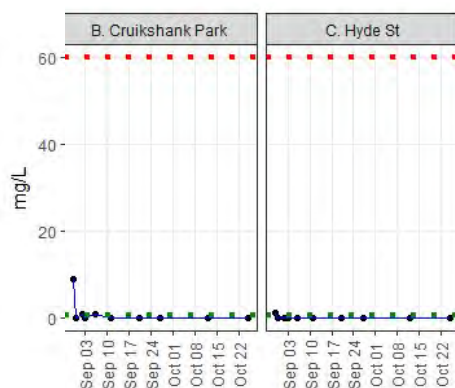 B. Cruikshank Park
C. Hyde St
mg/L
60
40
20
0
Sep 03
Sep 10
Sep 17
Sep 24
Oct 01
Oct 08
Oct 15
Oct 22
Sep 03
Sep 10
Sep 17
Sep 24
Oct 01
Oct 08
Oct 15
Oct 22